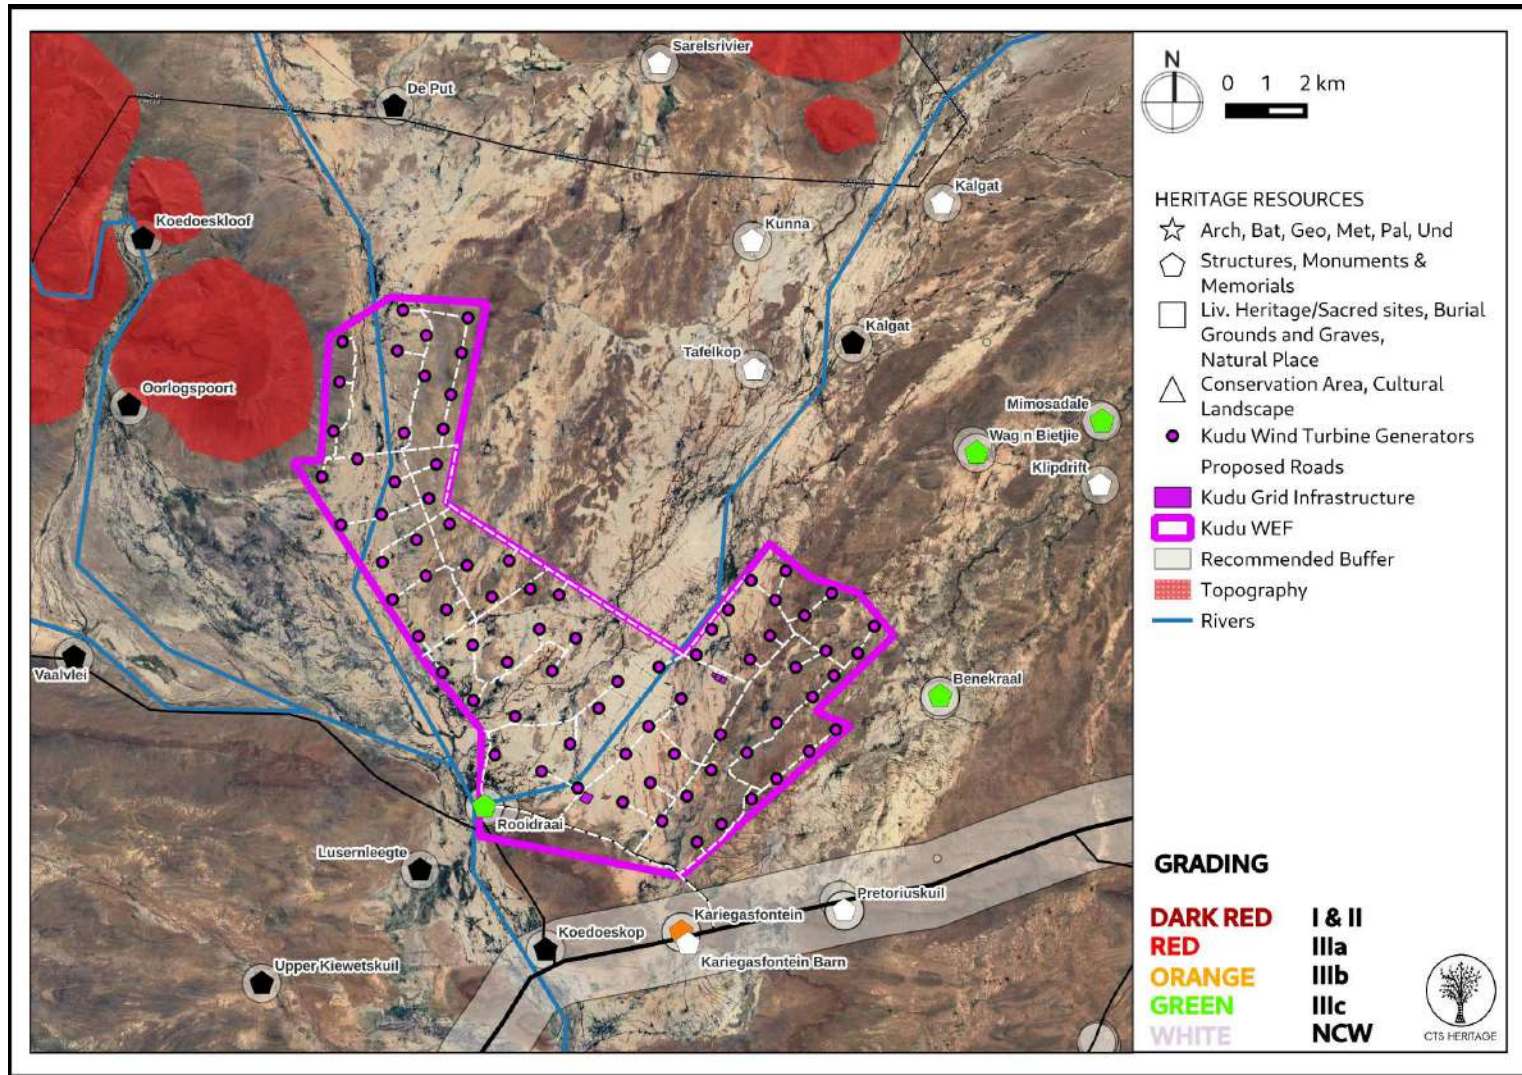 Sarelsrivier
De Put
Kalgat
Koedoeskloof
Kunna
Kalgat
Tafelkop
Oorlogspoort
Mimosadale
Wag n Bietjie
Klipdrift
Vaalvlei
Benekraal
Rooidraai
Lusernleegte
Pretoriuskuil
Kariegasfontein
Koedoeskop
Kariegasfontein Barn
Upper Kiewetskuil
N
0 1 2 km
HERITAGE RESOURCES
Arch, Bat, Geo, Met, Pal, Und
Structures, Monuments &
Memorials
Liv. Heritage/Sacred sites, Burial
Grounds and Graves,
Natural Place
Conservation Area, Cultural
Landscape
Kudu Wind Turbine Generators
Proposed Roads
Kudu Grid Infrastructure
Kudu WEF
Recommended Buffer
Topography
Rivers
GRADING
DARK RED I & II
RED IIIa
ORANGE IIIb
GREEN IIIc
WHITE NCW
CTS HERITAGE